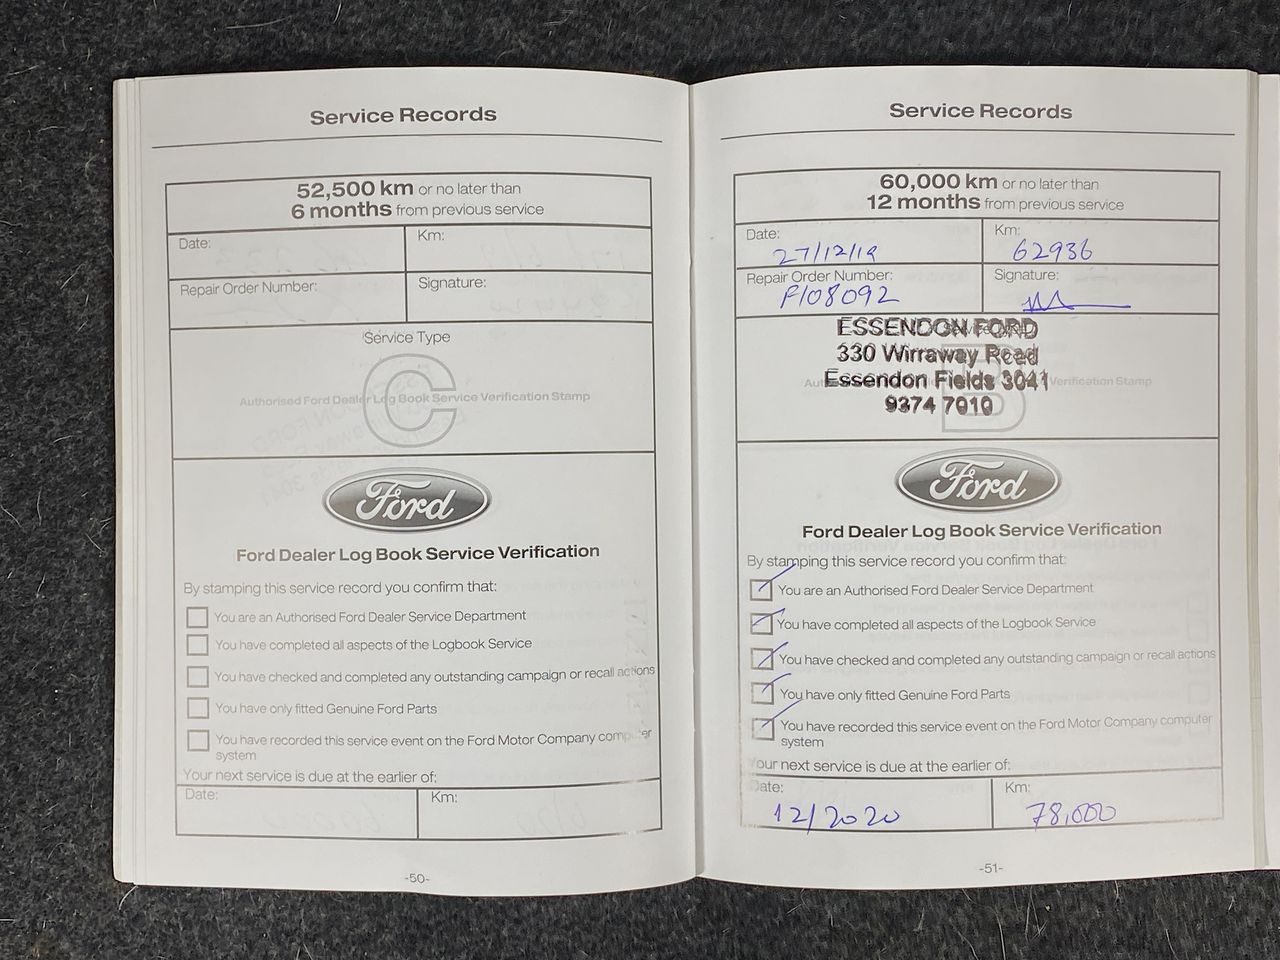 Service Records
52,500 km or no later than
6 months from previous service
Date:
Km:
Repair Order Number:
Signature:
Service Type
C
Authorised Ford Dealer Log Book Service Verification Stamp
Ford
Ford Dealer Log Book Service Verification
By stamping this service record you confirm that:
You are an Authorised Ford Dealer Service Department
You have completed all aspects of the Logbook Service
You have checked and completed any outstanding campaign or recall actions
You have only fitted Genuine Ford Parts
You have recorded this service event on the Ford Motor Company computer
system
Your next service is due at the earlier of:
Date:
Km:
-50-
Service Records
60,000 km or no later than
12 months from previous service
Date:
27/12/19
Km:
62936
Repair Order Number:
F108092
Signature:
ESSENDON FORD
330 Wirraway Road
Essendon Fields 3041
9374 7010
B
Verification Stamp
Ford
Ford Dealer Log Book Service Verification
By stamping this service record you confirm that:
You are an Authorised Ford Dealer Service Department
You have completed all aspects of the Logbook Service
You have checked and completed any outstanding campaign or recall actions
You have only fitted Genuine Ford Parts
You have recorded this service event on the Ford Motor Company computer
system
Your next service is due at the earlier of:
Date:
12/2020
Km:
78,000
-51-